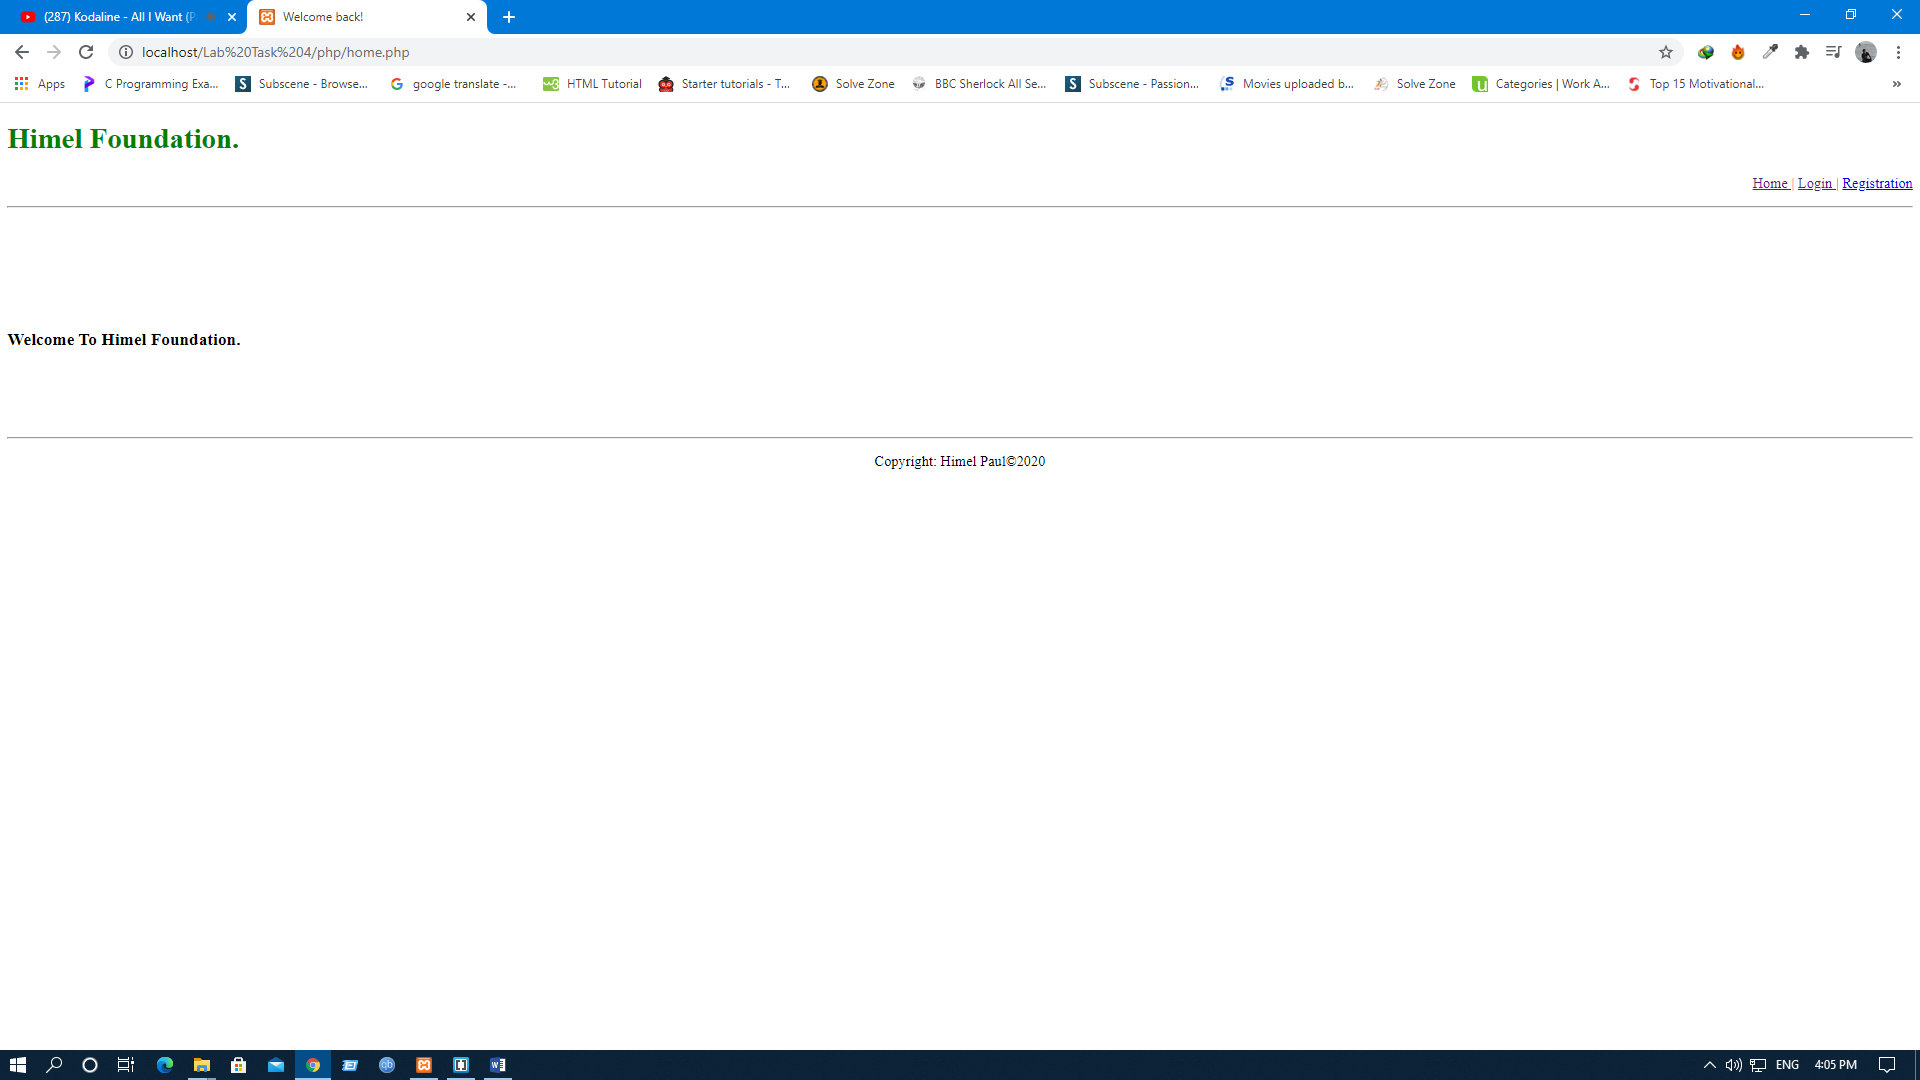 (287) Kodaline - All I Want (P
Welcome back!
localhost/Lab%20Task%204/php/home.php
Apps
C Programming Exa...
Subscene - Browse...
google translate -...
HTML Tutorial
Starter tutorials - T...
Solve Zone
BBC Sherlock All Se...
Subscene - Passion...
Movies uploaded b...
Solve Zone
Categories | Work A...
Top 15 Motivational...
»
Himel Foundation.
Home | Login | Registration
Welcome To Himel Foundation.
Copyright: Himel Paul©2020
ENG
4:05 PM